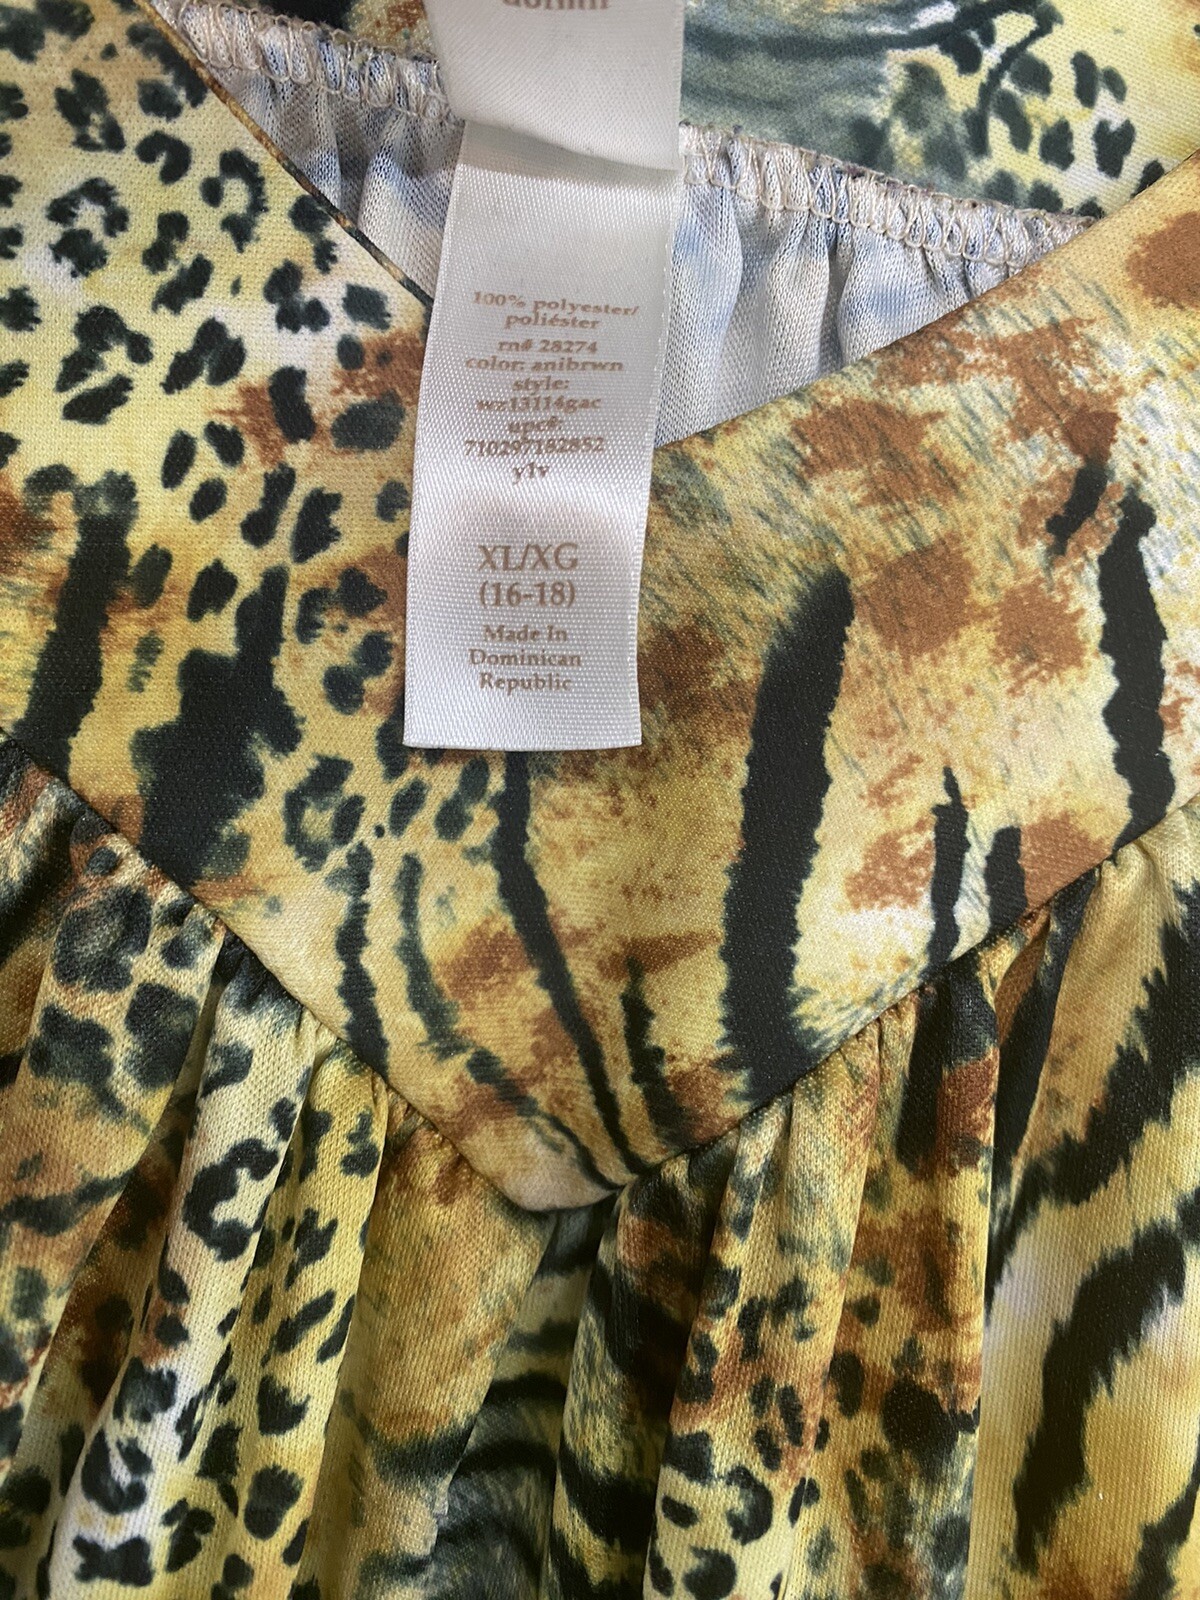 100% polyester/
poliéster
rn# 28274
color: anibrwn
style:
wz13114gac
upc#:
710297182852
y1v
XL/XG
(16-18)
Made In
Dominican
Republic